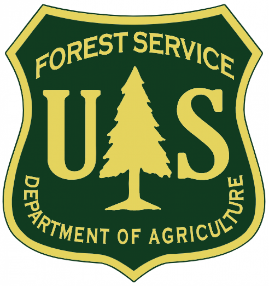 FOREST SERVICE
U S
DEPARTMENT OF AGRICULTURE